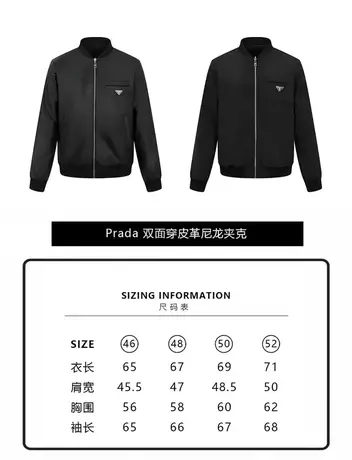 Prada 双面穿皮革尼龙夹克
SIZING INFORMATION
尺码表
SIZE 46 48 50 52
衣长 65 67 69 71
肩宽 45.5 47 48.5 50
胸围 56 58 60 62
袖长 65 66 67 68